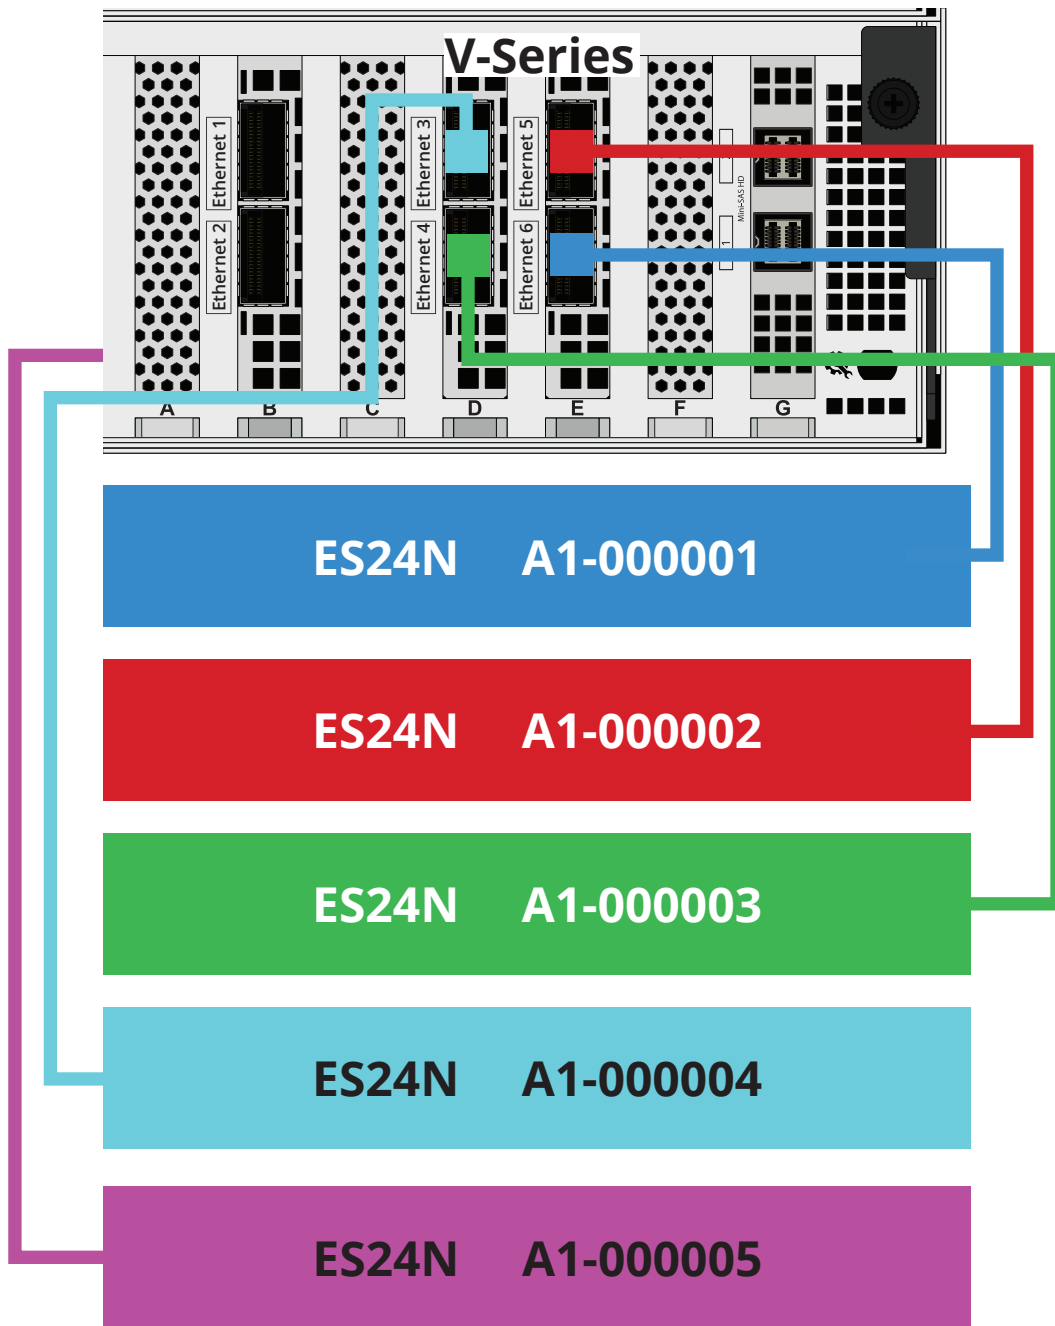 V-Series
Ethernet 1
Ethernet 3
Ethernet 5
Mini-SAS HD
Ethernet 2
Ethernet 4
Ethernet 6
1
A B C D E F G
ES24N A1-000001
ES24N A1-000002
ES24N A1-000003
ES24N A1-000004
ES24N A1-000005